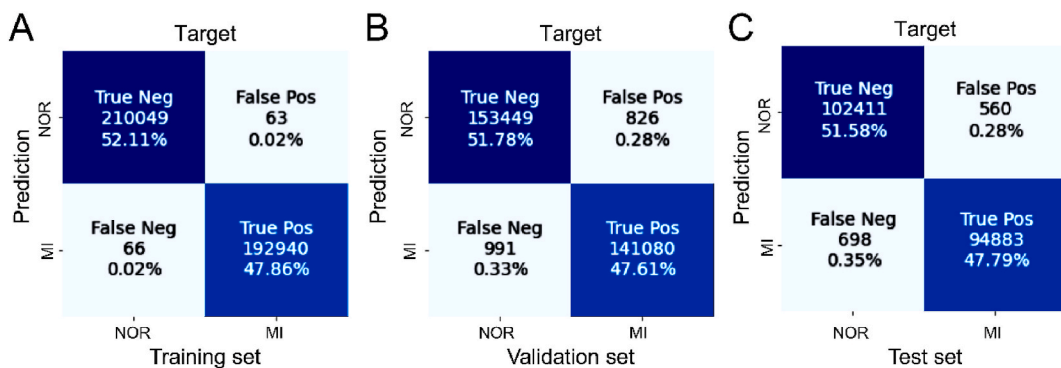 A
Target
Prediction
NOR
MI
True Neg
210049
52.11%
False Pos
63
0.02%
False Neg
66
0.02%
True Pos
192940
47.86%
NOR
MI
Training set
B
Target
Prediction
NOR
MI
True Neg
153449
51.78%
False Pos
826
0.28%
False Neg
991
0.33%
True Pos
141080
47.61%
NOR
MI
Validation set
C
Target
Prediction
NOR
MI
True Neg
102411
51.58%
False Pos
560
0.28%
False Neg
698
0.35%
True Pos
94883
47.79%
NOR
MI
Test set